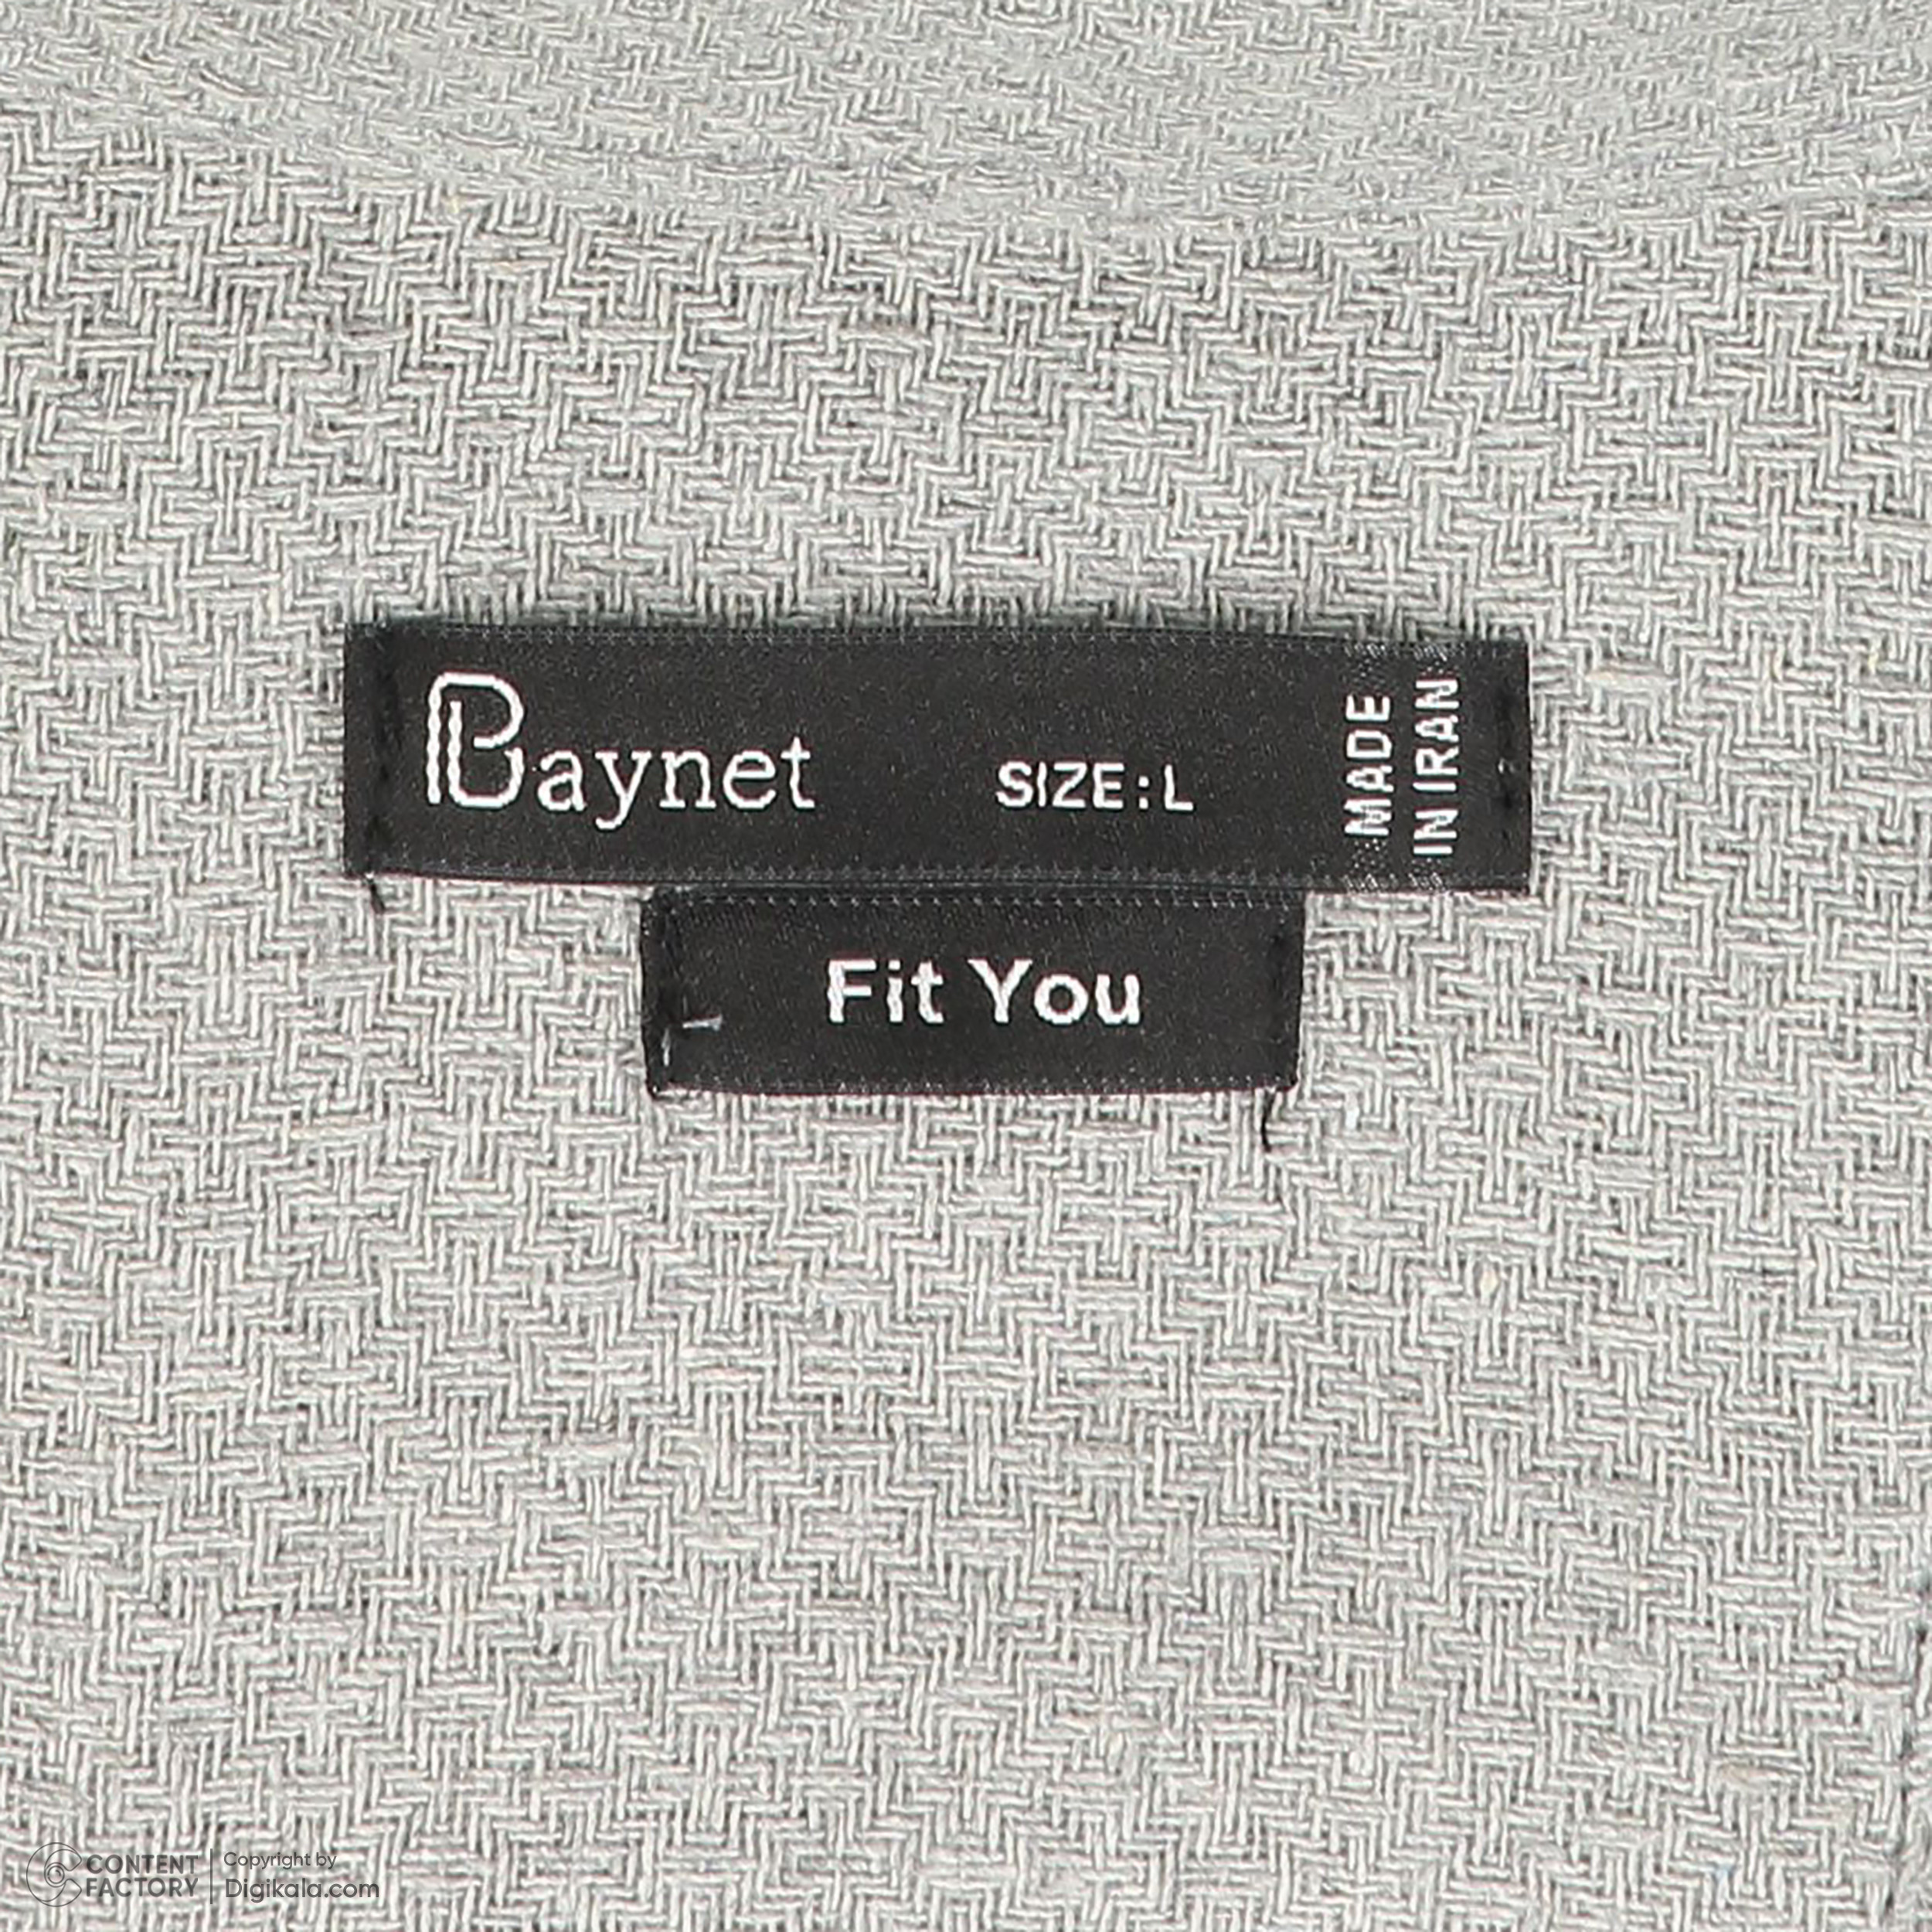 Baynet
SIZE:L
MADE
IN IRAN
Fit You
CONTENT
FACTORY
Copyright by
Digikala.com